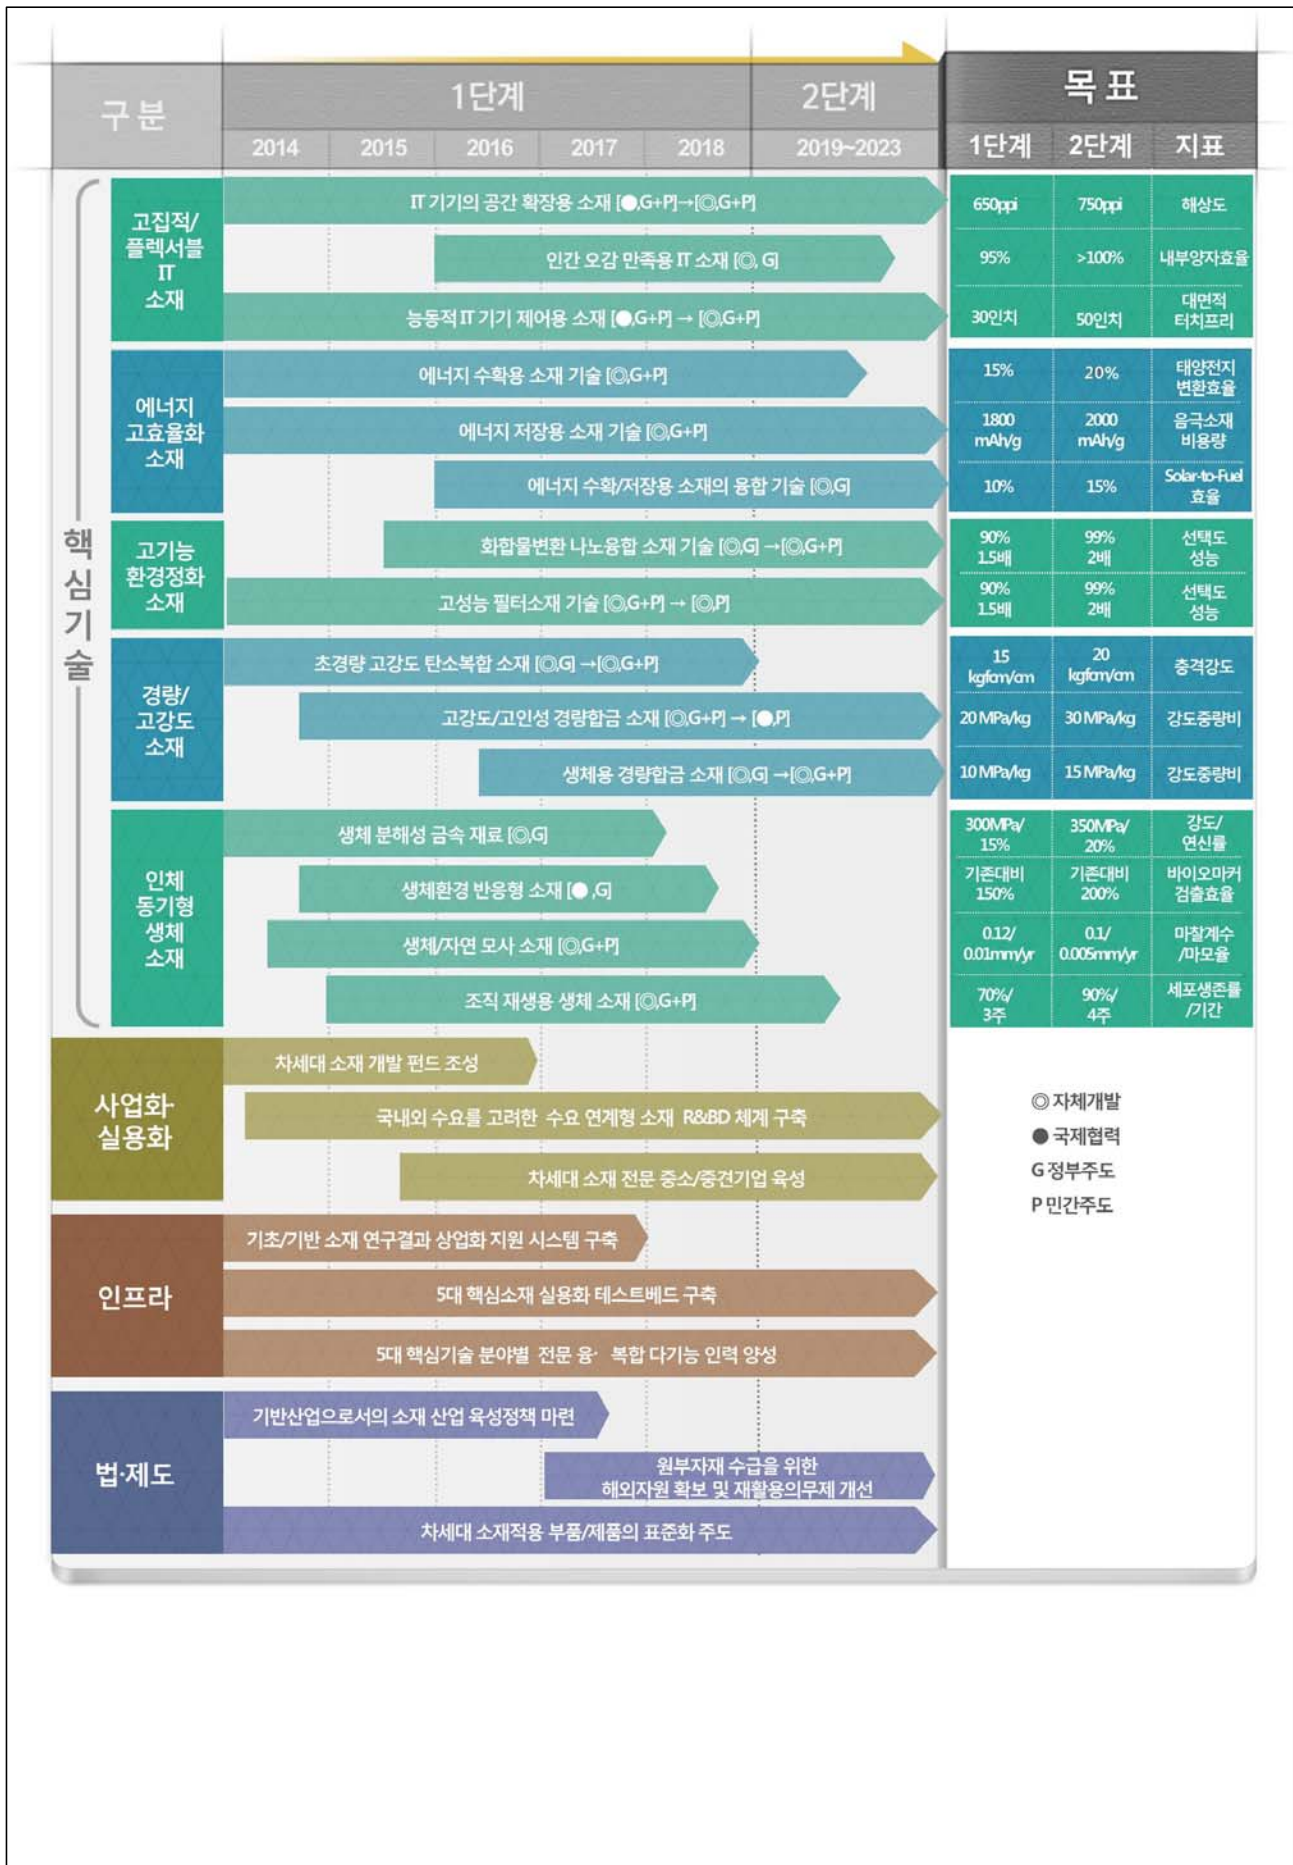 구분
1단계
2단계
목표
2014
2015
2016
2017
2018
2019~2023
1단계
2단계
지표
핵심기술
고집적/
플렉서블
IT
소재
IT 기기의 공간 확장용 소재 [●,G+P]→[◎,G+P]
650ppi
750ppi
해상도
인간 오감 만족용 IT 소재 [◎, G]
95%
>100%
내부양자효율
능동적 IT 기기 제어용 소재 [●,G+P] → [◎,G+P]
30인치
50인치
대면적
터치프리
에너지
고효율화
소재
에너지 수확용 소재 기술 [◎,G+P]
15%
20%
태양전지
변환효율
에너지 저장용 소재 기술 [◎,G+P]
1800
mAh/g
2000
mAh/g
음극소재
비용량
에너지 수확/저장용 소재의 융합 기술 [◎,G]
10%
15%
Solar-to-Fuel
효율
고기능
환경정화
소재
화합물변환 나노융합 소재 기술 [◎,G] →[◎,G+P]
90%
1.5배
99%
2배
선택도
성능
고성능 필터소재 기술 [◎,G+P] → [◎,P]
90%
1.5배
99%
2배
선택도
성능
경량/
고강도
소재
초경량 고강도 탄소복합 소재 [◎,G] →[◎,G+P]
15
kgfcm/cm
20
kgfcm/cm
충격강도
고강도/고인성 경량합금 소재 [◎,G+P] → [●,P]
20 MPa/kg
30 MPa/kg
강도중량비
생체용 경량합금 소재 [◎,G] →[◎,G+P]
10 MPa/kg
15 MPa/kg
강도중량비
인체
동기형
생체
소재
생체 분해성 금속 재료 [◎,G]
300MPa/
15%
350MPa/
20%
강도/
연신률
생체환경 반응형 소재 [● ,G]
기존대비
150%
기존대비
200%
바이오마커
검출효율
생체/자연 모사 소재 [◎,G+P]
0.12/
0.01mm/yr
0.1/
0.005mm/yr
마찰계수
/마모율
조직 재생용 생체 소재 [◎,G+P]
70%/
3주
90%/
4주
세포생존률
/기간
사업화·
실용화
차세대 소재 개발 펀드 조성
국내외 수요를 고려한 수요 연계형 소재 R&BD 체계 구축
차세대 소재 전문 중소/중견기업 육성
◎ 자체개발
● 국제협력
G 정부주도
P 민간주도
인프라
기초/기반 소재 연구결과 상업화 지원 시스템 구축
5대 핵심소재 실용화 테스트베드 구축
5대 핵심기술 분야별 전문 융· 복합 다기능 인력 양성
법·제도
기반산업으로서의 소재 산업 육성정책 마련
원부자재 수급을 위한
해외자원 확보 및 재활용의무제 개선
차세대 소재적용 부품/제품의 표준화 주도